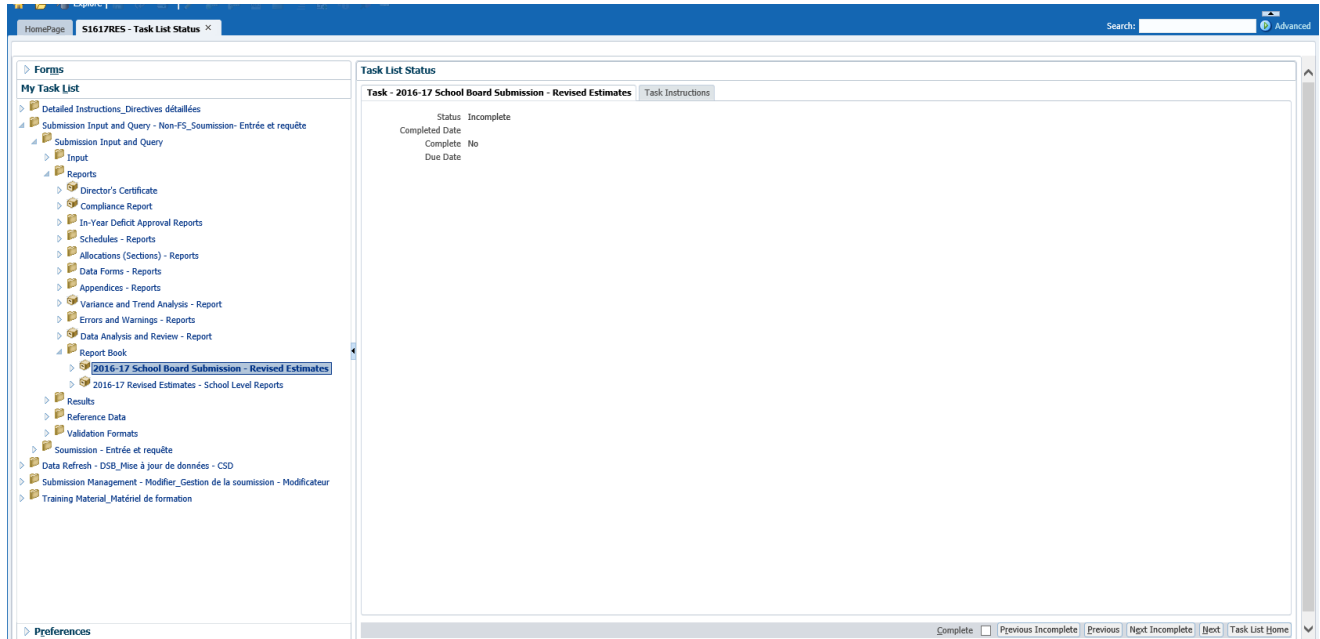 Explore
HomePage S1617RES - Task List Status × Search: Advanced
Forms
My Task List
Detailed Instructions_Directives détaillées
Submission Input and Query - Non-FS_Soumission- Entrée et requête
Submission Input and Query
Input
Reports
Director's Certificate
Compliance Report
In-Year Deficit Approval Reports
Schedules - Reports
Allocations (Sections) - Reports
Data Forms - Reports
Appendices - Reports
Variance and Trend Analysis - Report
Errors and Warnings - Reports
Data Analysis and Review - Report
Report Book
2016-17 School Board Submission - Revised Estimates
2016-17 Revised Estimates - School Level Reports
Results
Reference Data
Validation Formats
Soumission - Entrée et requête
Data Refresh - DSB_Mise à jour de données - CSD
Submission Management - Modifier_Gestion de la soumission - Modificateur
Training Material_Matériel de formation
Preferences
Task List Status
Task - 2016-17 School Board Submission - Revised Estimates Task Instructions
Status Incomplete
Completed Date
Complete No
Due Date
Complete Previous Incomplete Previous Next Incomplete Next Task List Home